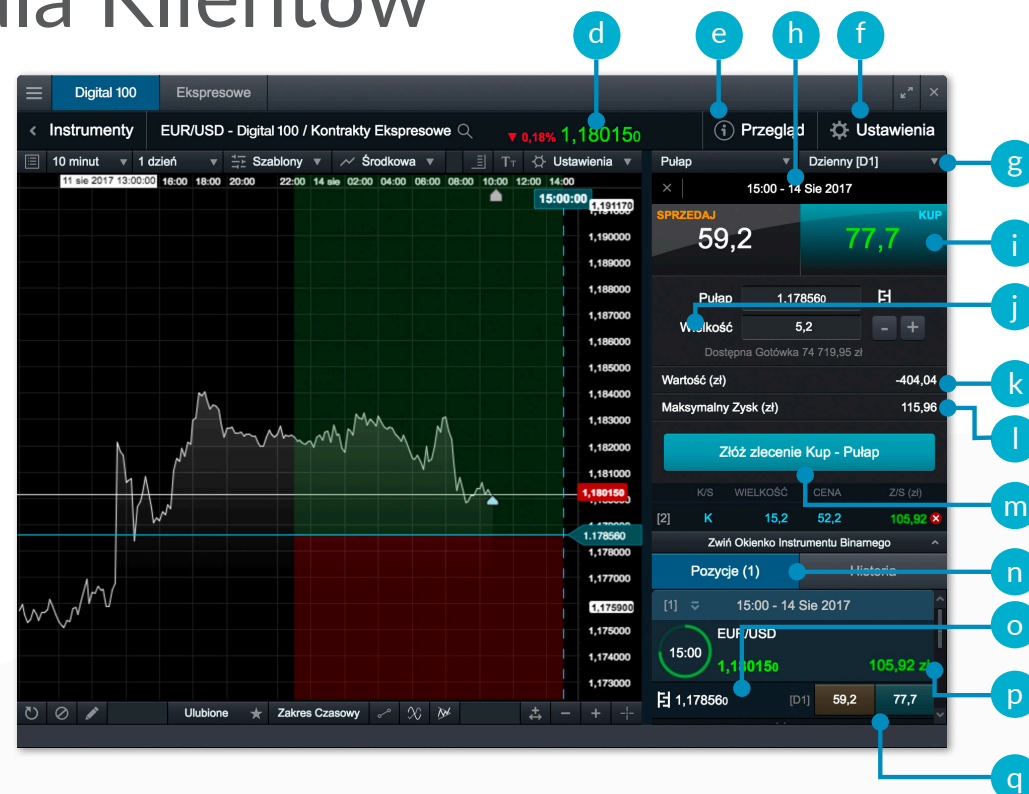 dla Klientów
d
e
h
f
Digital 100
Ekspresowe
Instrumenty
EUR/USD - Digital 100 / Kontrakty Ekspresowe
▼ 0,18% 1,180150
Przegląd
Ustawienia
10 minut
1 dzień
Szablony
Środkowa
Ustawienia
Pułap
Dzienny [D1]
g
11 sie 2017 13:00:00
16:00
18:00
20:00
22:00
14 sie
02:00
04:00
06:00
08:00
10:00
12:00
14:00
15:00:00
15:00 - 14 Sie 2017
1,191170
1,190000
1,189000
1,188000
1,187000
1,186000
1,185000
1,184000
1,183000
1,182000
1,181000
1,180150
1.178560
1,178000
1,177000
1,175900
1,175000
1,174000
1,173000
SPRZEDAJ
59,2
KUP
77,7
i
Pułap
1,178560
j
Wielkość
5,2
- +
Dostępna Gotówka 74 719,95 zł
Wartość (zł)
-404,04
k
Maksymalny Zysk (zł)
115,96
l
Złóż zlecenie Kup - Pułap
m
K/S
WIELKOŚĆ
CENA
Z/S (zł)
[2]
K
15,2
52,2
105,92
Zwiń Okienko Instrumentu Binarnego
Pozycje (1)
Historia
n
[1]
15:00 - 14 Sie 2017
o
EUR/USD
15:00
1,180150
105,92 zł
p
1,178560
[D1]
59,2
77,7
q
Ulubione
Zakres Czasowy